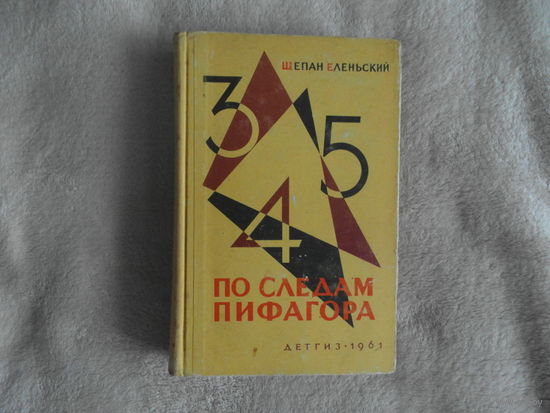 ЩЕПАН ЕЛЕНЬСКИЙ
3
5
4
ПО СЛЕДАМ
ПИФАГОРА
ДЕТГИЗ • 1961